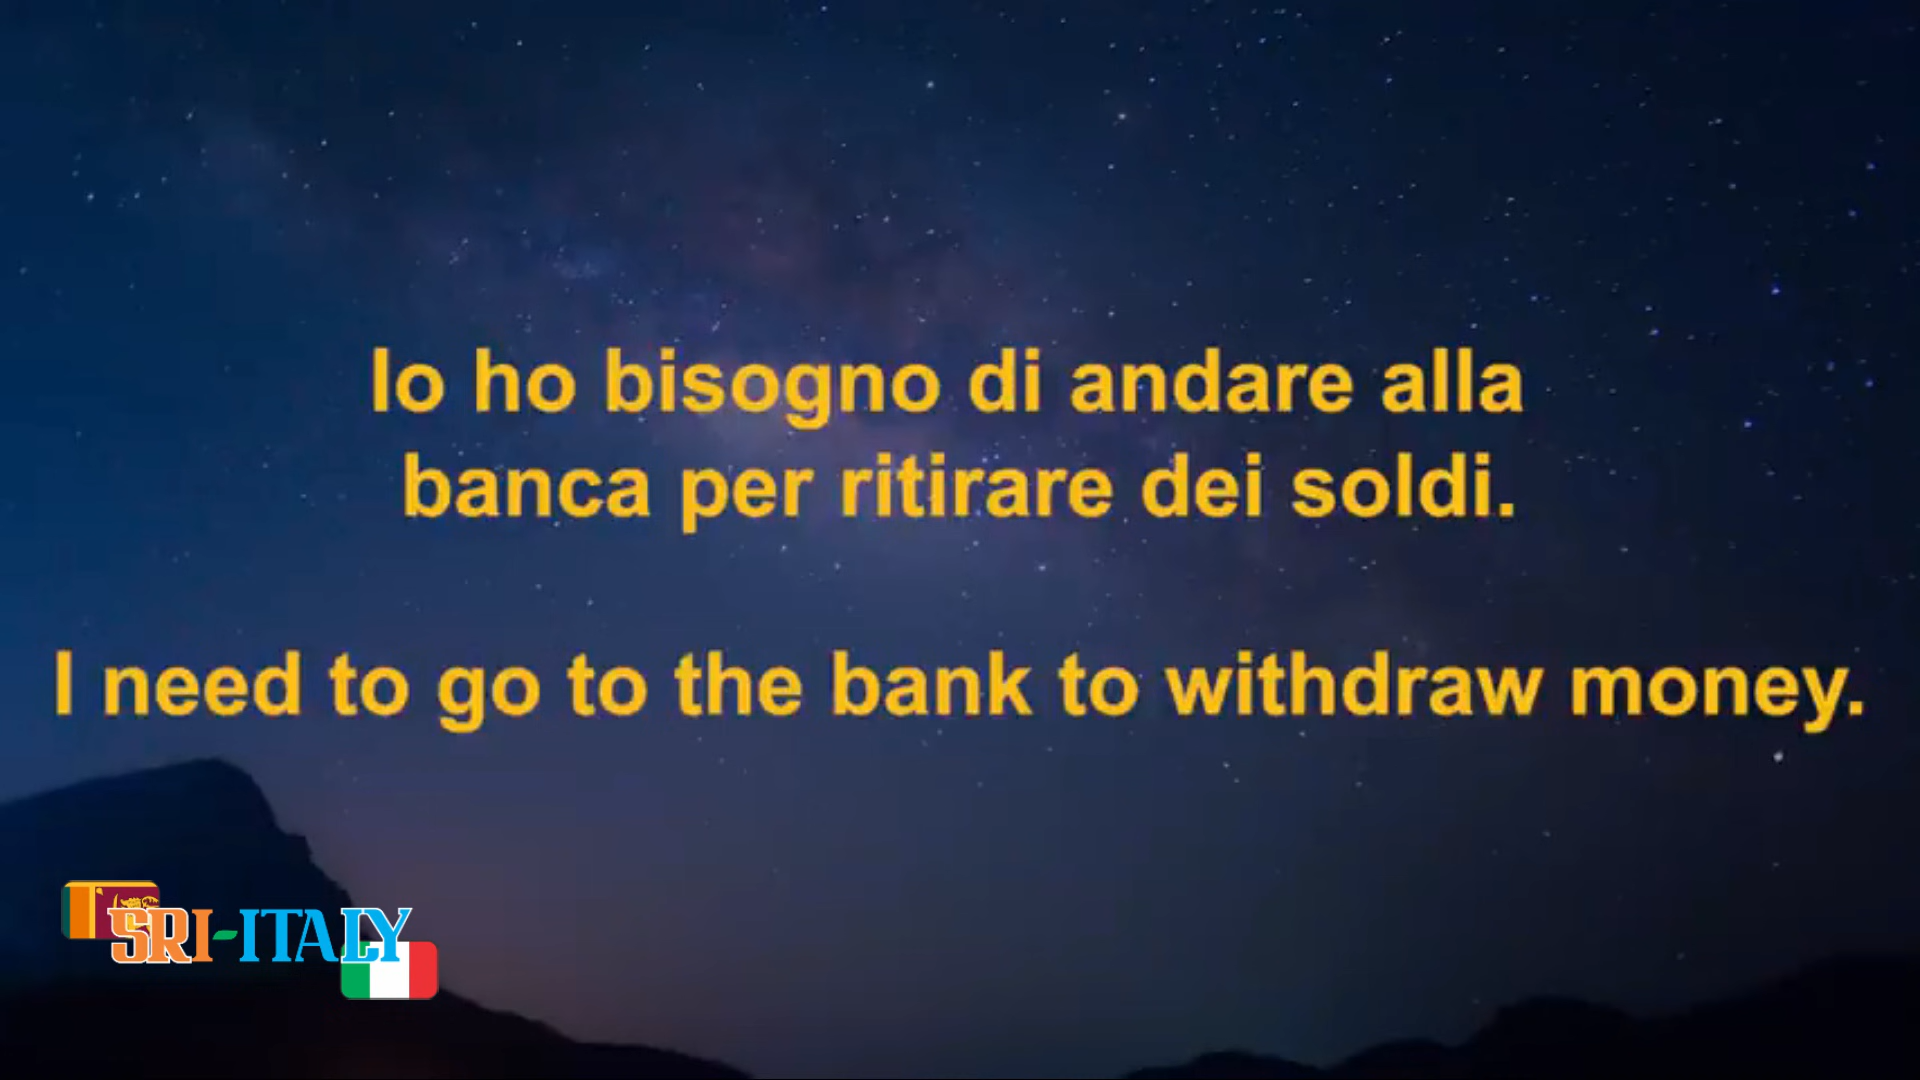 Io ho bisogno di andare alla
banca per ritirare dei soldi.
I need to go to the bank to withdraw money.
SRI-ITALY